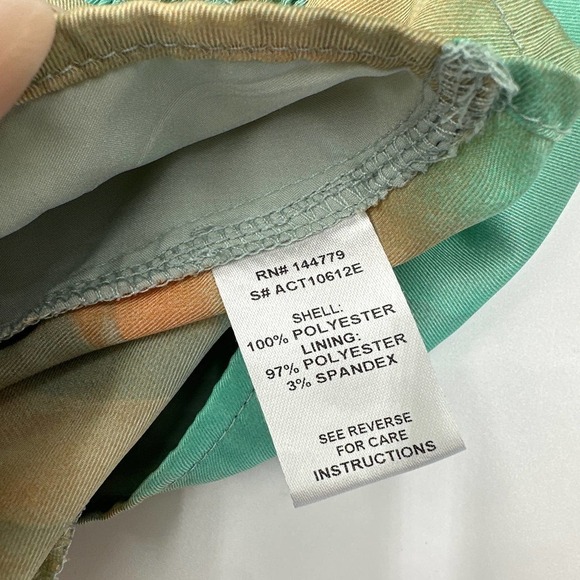 RN# 144779
S# ACT10612E
SHELL:
100% POLYESTER
LINING:
97% POLYESTER
3% SPANDEX
SEE REVERSE
FOR CARE
INSTRUCTIONS